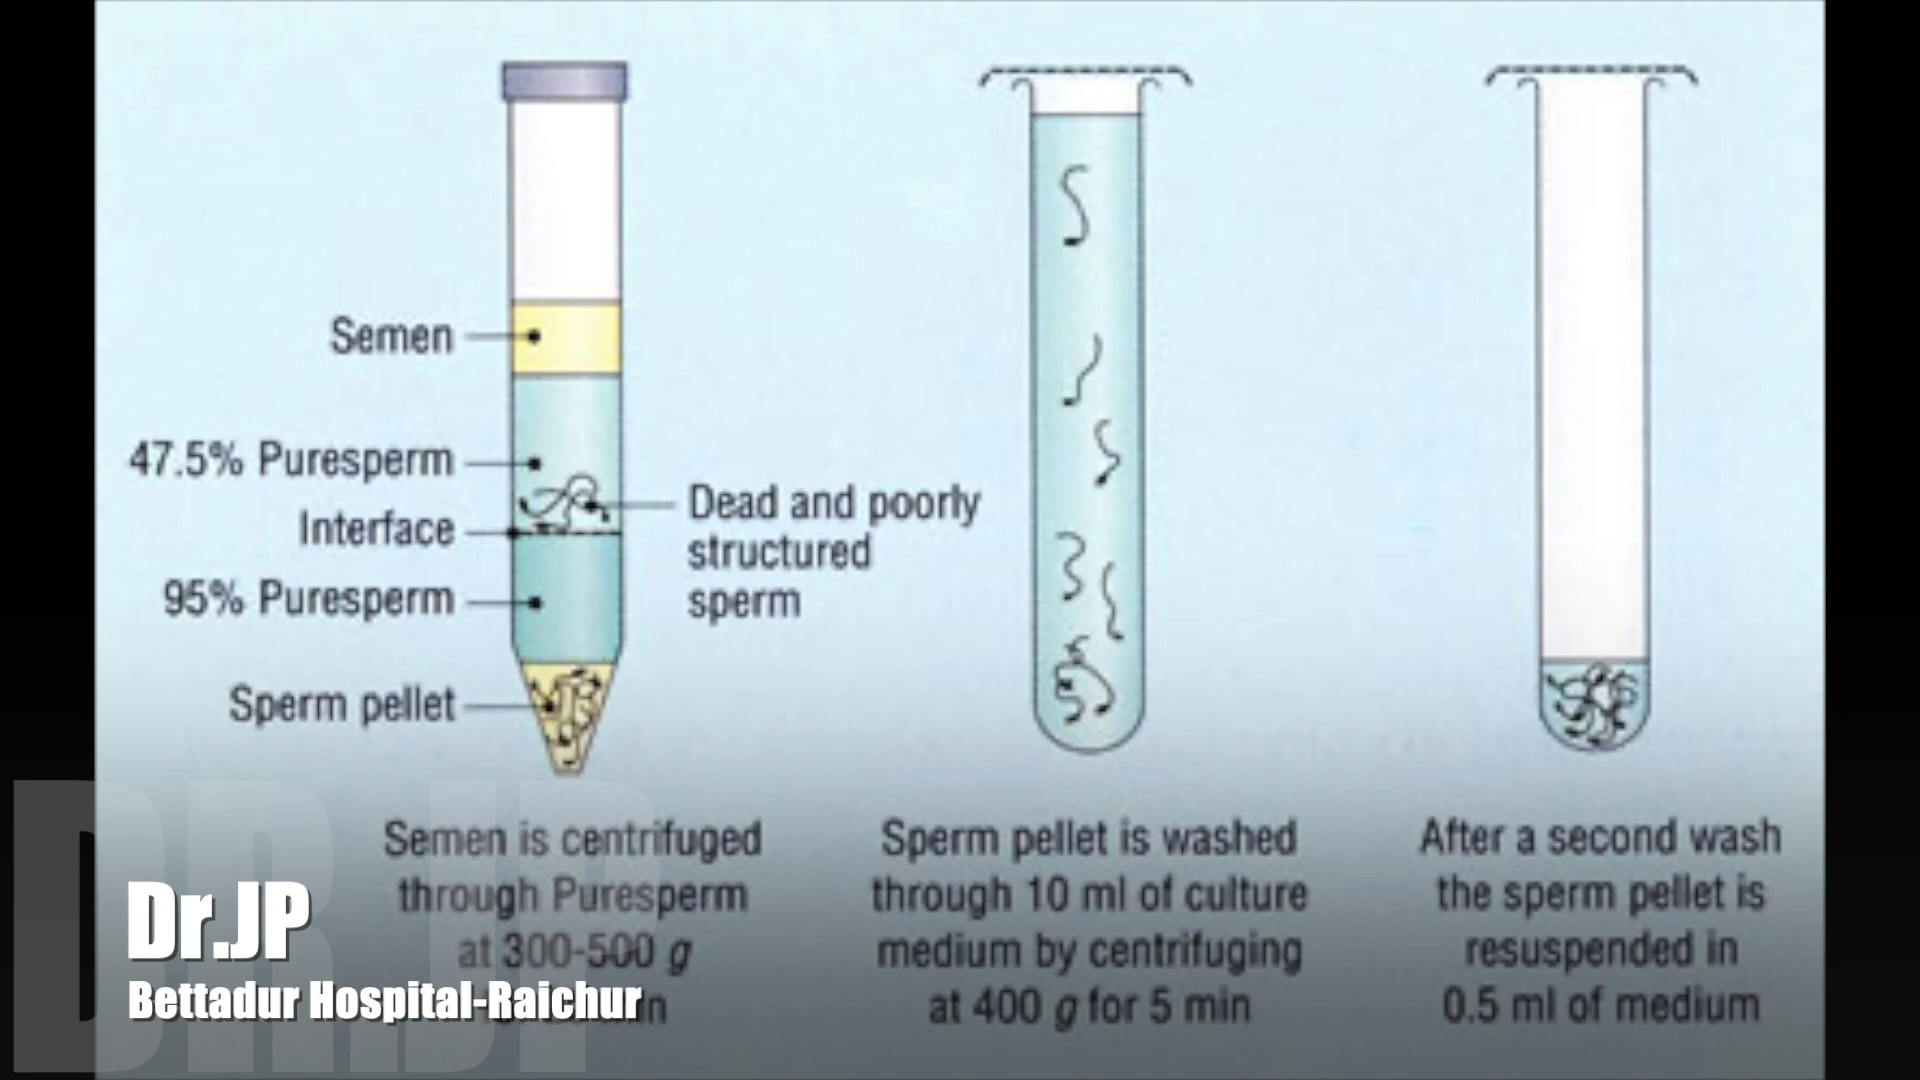 Semen
47.5% Puresperm
Interface
95% Puresperm
Sperm pellet
Dead and poorly
structured
sperm
Semen is centrifuged
through Puresperm
at 300-500 g
Sperm pellet is washed
through 10 ml of culture
medium by centrifuging
at 400 g for 5 min
After a second wash
the sperm pellet is
resuspended in
0.5 ml of medium
DR.JP
Dr.JP
Bettadur Hospital-Raichur